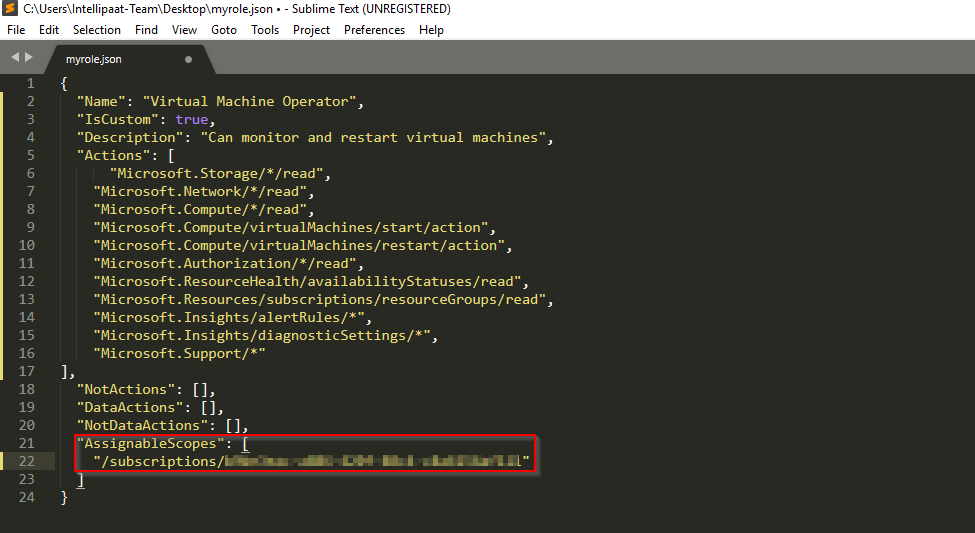 C:\Users\Intellipaat-Team\Desktop\myrole.json • - Sublime Text (UNREGISTERED)
File Edit Selection Find View Goto Tools Project Preferences Help
myrole.json
1 {
2 "Name": "Virtual Machine Operator",
3 "IsCustom": true,
4 "Description": "Can monitor and restart virtual machines",
5 "Actions": [
6 "Microsoft.Storage/*/read",
7 "Microsoft.Network/*/read",
8 "Microsoft.Compute/*/read",
9 "Microsoft.Compute/virtualMachines/start/action",
10 "Microsoft.Compute/virtualMachines/restart/action",
11 "Microsoft.Authorization/*/read",
12 "Microsoft.ResourceHealth/availabilityStatuses/read",
13 "Microsoft.Resources/subscriptions/resourceGroups/read",
14 "Microsoft.Insights/alertRules/*",
15 "Microsoft.Insights/diagnosticSettings/*",
16 "Microsoft.Support/*"
17 ],
18 "NotActions": [],
19 "DataActions": [],
20 "NotDataActions": [],
21 "AssignableScopes": [
22 "/subscriptions/"
23 ]
24 }